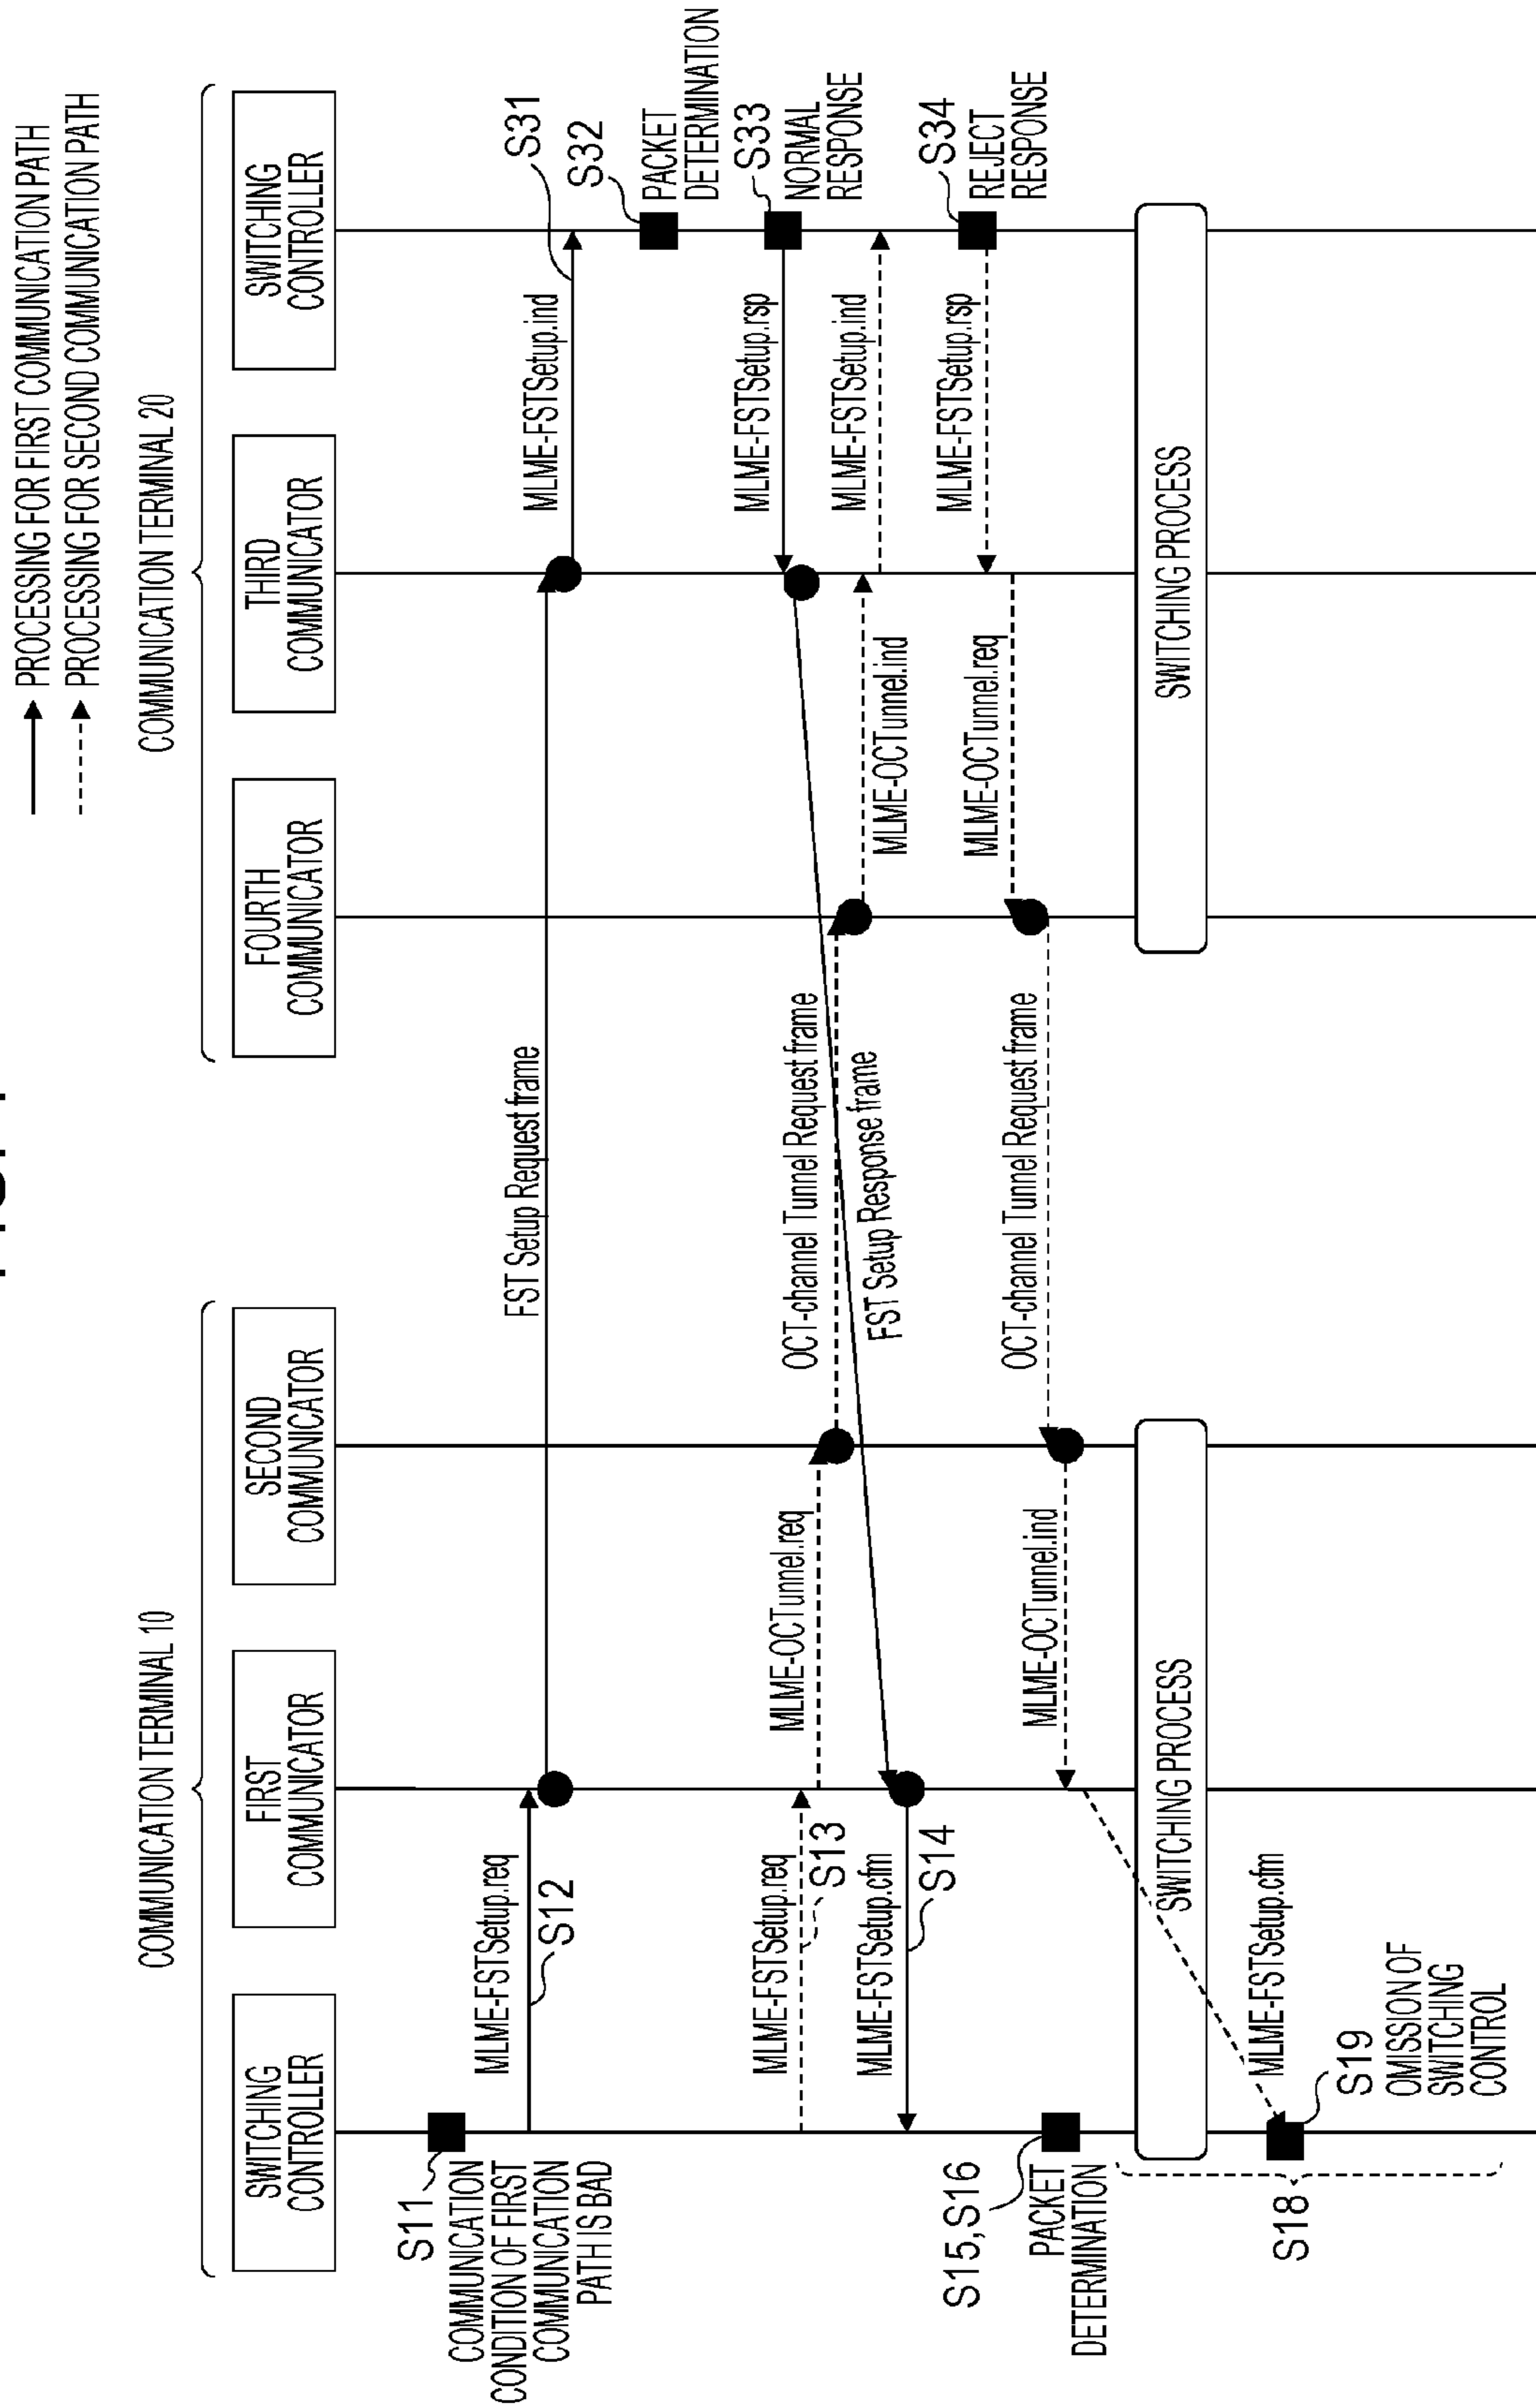 PROCESSING FOR FIRST COMMUNICATION PATH
PROCESSING FOR SECOND COMMUNICATION PATH
COMMUNICATION TERMINAL 10
COMMUNICATION TERMINAL 20
SWITCHING
CONTROLLER
FIRST
COMMUNICATOR
SECOND
COMMUNICATOR
FOURTH
COMMUNICATOR
THIRD
COMMUNICATOR
SWITCHING
CONTROLLER
S11
COMMUNICATION
CONDITION OF FIRST
COMMUNICATION
PATH IS BAD
MLME-FSTSetup.req
S12
FST Setup Request frame
MLME-FSTSetup.ind
S31
S32
PACKET
DETERMINATION
S33
NORMAL
RESPONSE
MLME-FSTSetup.rsp
MLME-FSTSetup.req
S13
MLME-OCTunnel.req
OCT-channel Tunnel Request frame
FST Setup Response frame
MLME-OCTunnel.ind
MLME-FSTSetup.ind
MLME-FSTSetup.cfm
S14
S34
REJECT
RESPONSE
MLME-FSTSetup.rsp
MLME-OCTunnel.req
OCT-channel Tunnel Request frame
MLME-OCTunnel.ind
S15,S16
PACKET
DETERMINATION
SWITCHING PROCESS
SWITCHING PROCESS
MLME-FSTSetup.cfm
S18
S19
OMISSION OF
SWITCHING
CONTROL